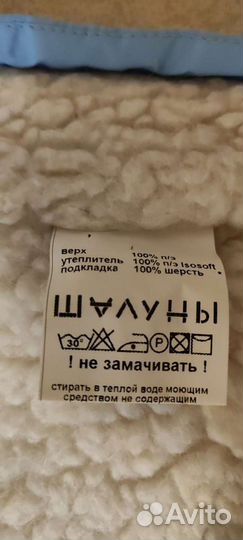 верх 100% п/э
утеплитель 100% п/э Isosoft
подкладка 100% шерсть
ШАЛУНЫ
30°
P
! не замачивать !
стирать в теплой воде моющим
средством не содержащим
Avito